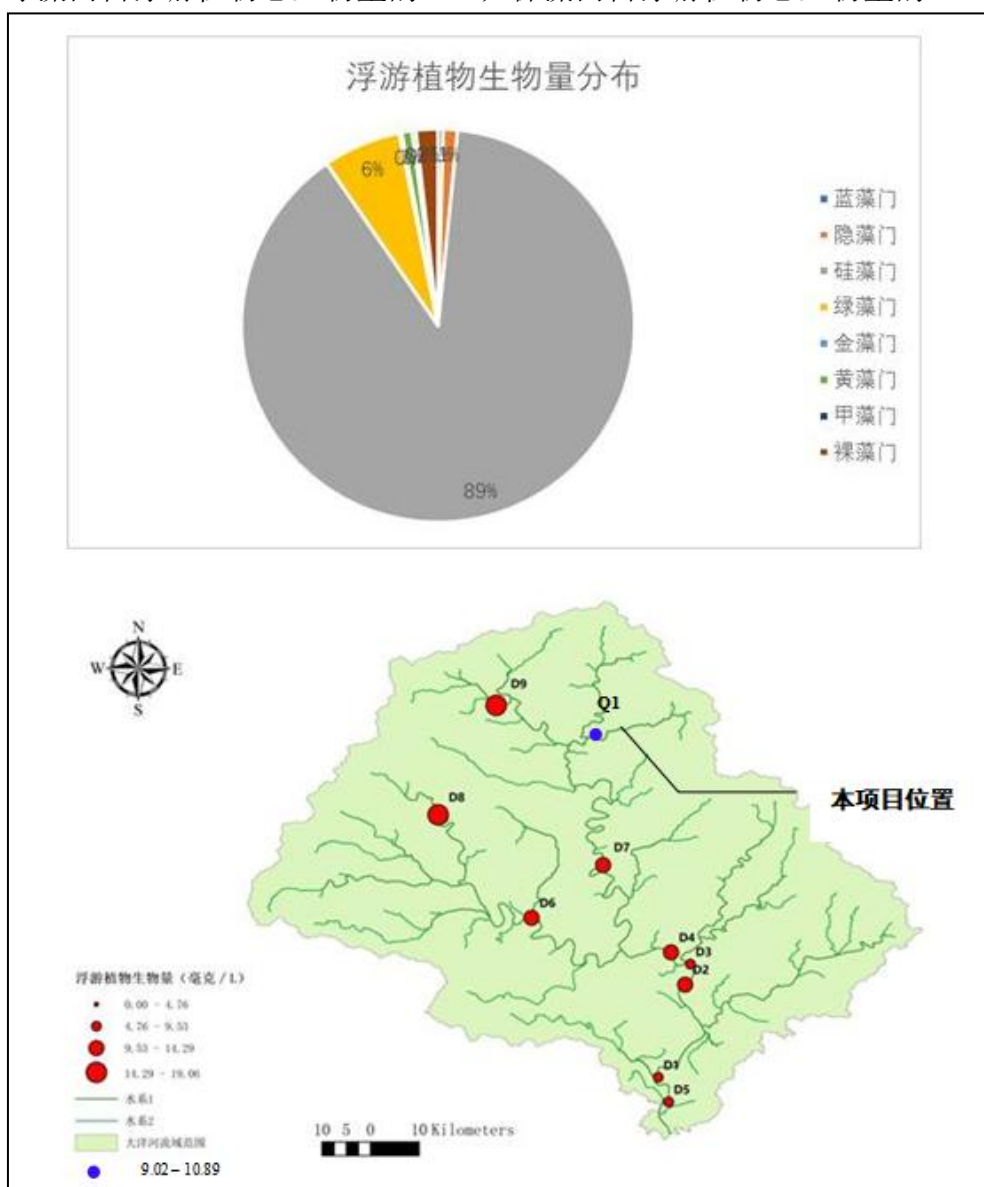 浮游植物生物量分布
6%
89%
蓝藻门
隐藻门
硅藻门
绿藻门
金藻门
黄藻门
甲藻门
裸藻门
N
W
E
S
D9
Q1
本项目位置
D8
D7
D6
D4
D3
D2
D1
D5
浮游植物生物量（毫克/L）
0.00 - 4.76
4.76 - 9.53
9.53 - 14.29
14.29 - 19.06
水系1
水系2
大洋河流域范围
9.02 – 10.89
10 5 0 10 Kilometers